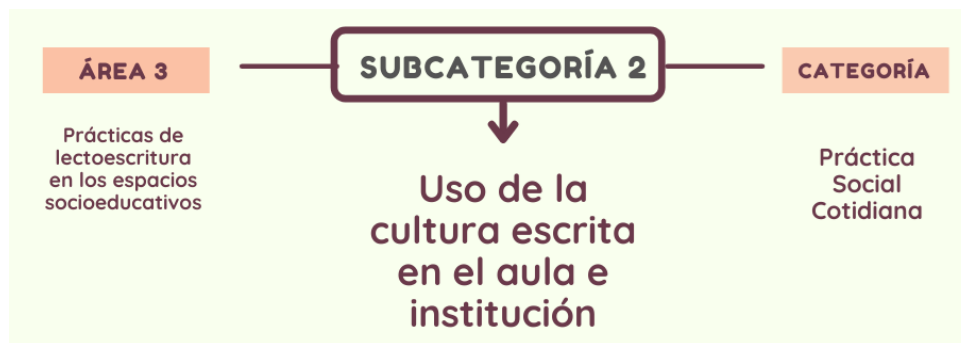 ÁREA 3
Prácticas de
lectoescritura
en los espacios
socioeducativos
SUBCATEGORÍA 2
Uso de la
cultura escrita
en el aula e
institución
CATEGORÍA
Práctica
Social
Cotidiana